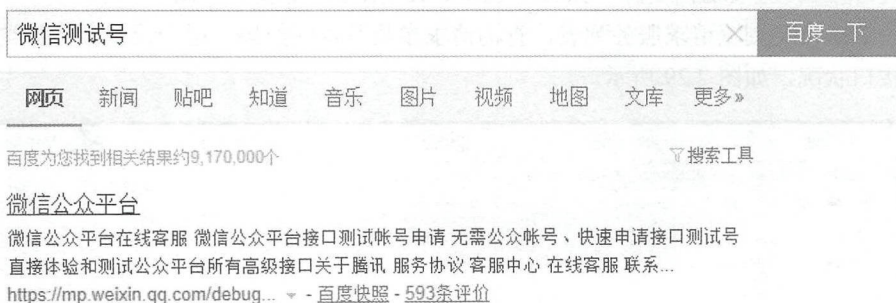 微信测试号 × 百度一下
网页 新闻 贴吧 知道 音乐 图片 视频 地图 文库 更多»
百度为您找到相关结果约9,170,000个 搜索工具
微信公众平台
微信公众平台在线客服 微信公众平台接口测试帐号申请 无需公众帐号、快速申请接口测试号
直接体验和测试公众平台所有高级接口关于腾讯 服务协议 客服中心 在线客服 联系...
https://mp.weixin.qq.com/debug... - 百度快照 - 593条评价